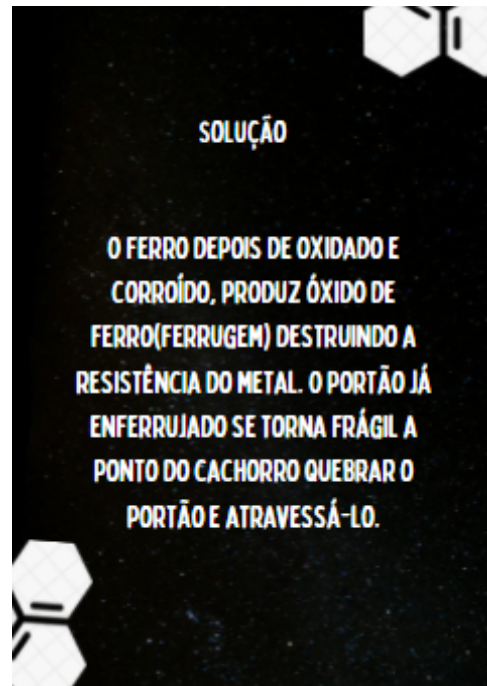 SOLUÇÃO
O FERRO DEPOIS DE OXIDADO E
CORROÍDO, PRODUZ ÓXIDO DE
FERRO(FERRUGEM) DESTRUINDO A
RESISTÊNCIA DO METAL. O PORTÃO JÁ
ENFERRUJADO SE TORNA FRÁGIL A
PONTO DO CACHORRO QUEBRAR O
PORTÃO E ATRAVESSÁ-LO.